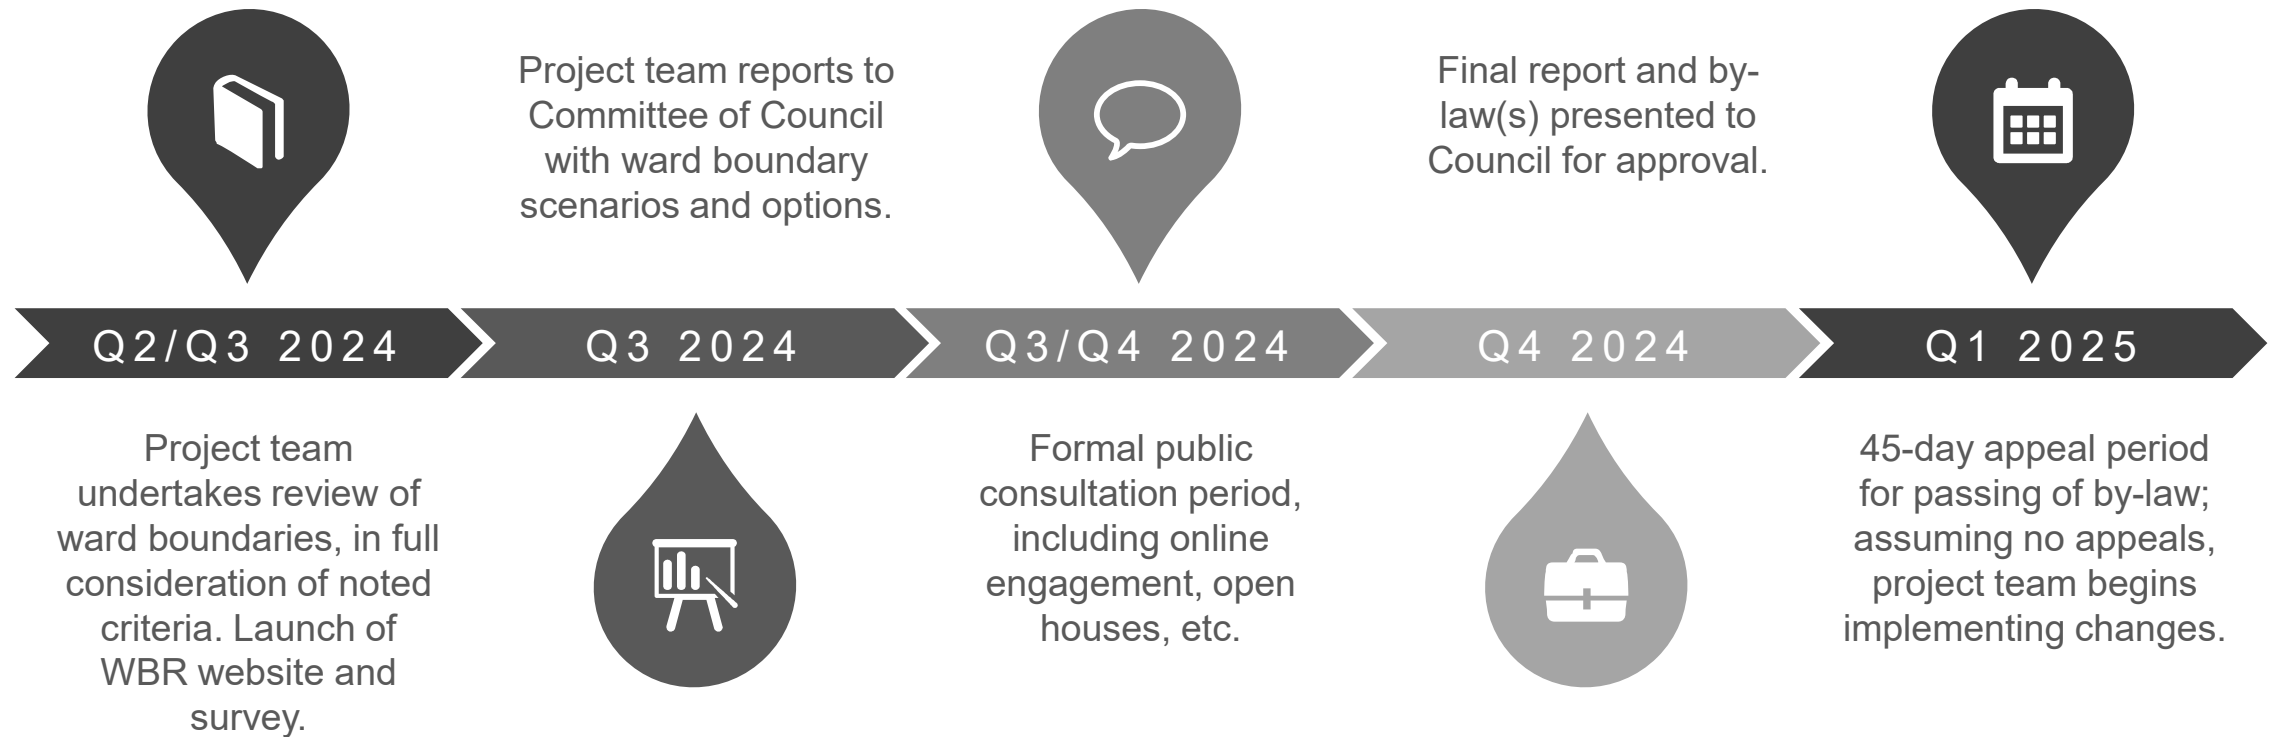 Project team reports to
Committee of Council
with ward boundary
scenarios and options.
Final report and by-
law(s) presented to
Council for approval.
Q2/Q3 2024
Q3 2024
Q3/Q4 2024
Q4 2024
Q1 2025
Project team
undertakes review of
ward boundaries, in full
consideration of noted
criteria. Launch of
WBR website and
survey.
Formal public
consultation period,
including online
engagement, open
houses, etc.
45-day appeal period
for passing of by-law;
assuming no appeals,
project team begins
implementing changes.